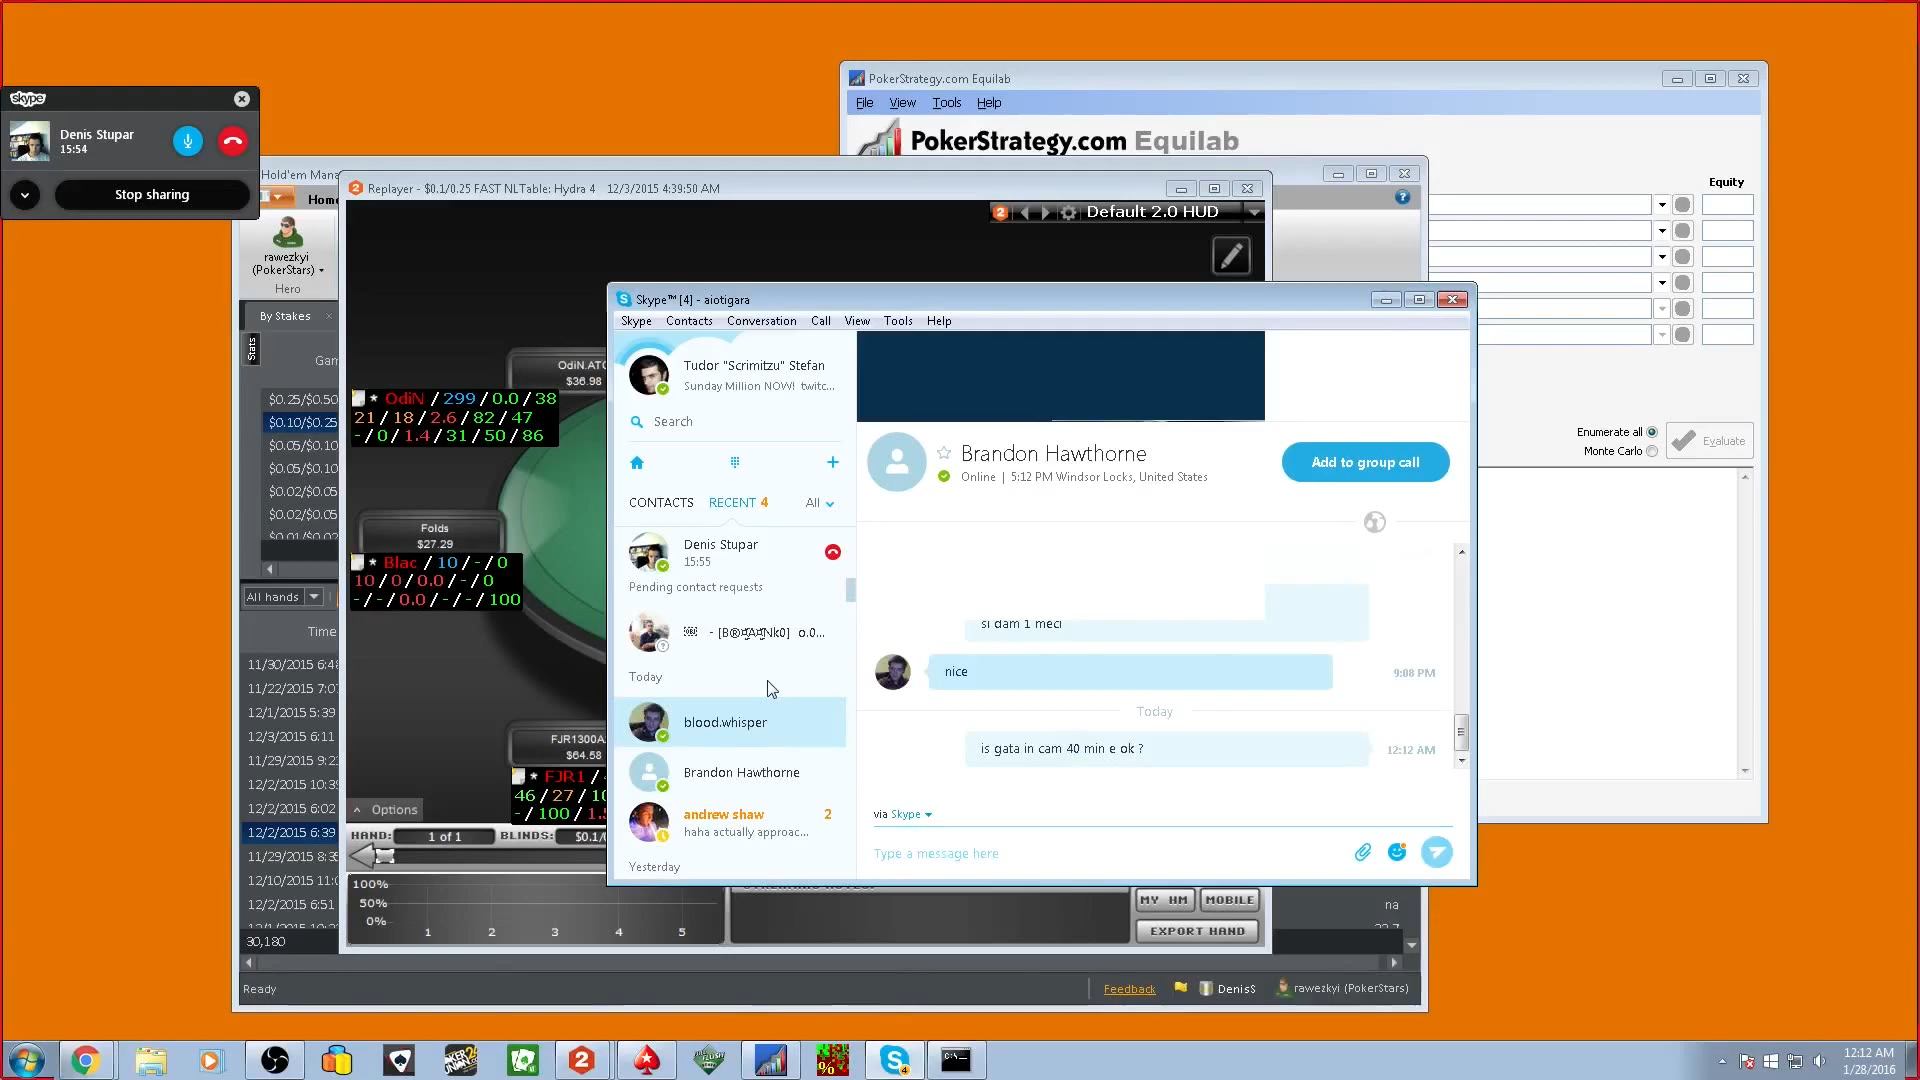 skype
Denis Stupar
15:54
Stop sharing
PokerStrategy.com Equilab
File View Tools Help
PokerStrategy.com Equilab
Equity
Enumerate all
Monte Carlo
Evaluate
Hold'em Mana
Home
rawezkyi
(PokerStars)
Hero
By Stakes
Stats
Gam
$0.25/$0.50
$0.10/$0.25
$0.05/$0.10
$0.05/$0.10
$0.02/$0.05
$0.02/$0.05
$0.01/$0.02
All hands
Time
11/30/2015 6:48
11/22/2015 7:07
12/1/2015 5:39
12/3/2015 6:11
11/29/2015 9:2
12/2/2015 10:3
12/2/2015 6:02
12/2/2015 6:39
11/29/2015 8:3
12/10/2015 11:0
12/2/2015 6:51
30,180
Ready
na
Feedback
DenisS
rawezkyi (PokerStars)
Replayer - $0.1/0.25 FAST NLTable: Hydra 4 12/3/2015 4:39:50 AM
Default 2.0 HUD
OdiN.ATC
$36.98
* OdiN / 299 / 0.0 / 38
21 / 18 / 2.6 / 82 / 47
- / 0 / 1.4 / 31 / 50 / 86
Folds
$27.29
* Blac / 10 / - / 0
10 / 0 / 0.0 / - / 0
- / - / 0.0 / - / - / 100
FJR1300A
$64.58
* FJR1 /
46 / 27 / 10
- / 100 / 1.
Options
HAND: 1 of 1 BLINDS: $0.1/0
100%
50%
0%
1 2 3 4 5
MY HM
MOBILE
EXPORT HAND
Skype™ [4] - aiotigara
Skype Contacts Conversation Call View Tools Help
Tudor "Scrimitzu" Stefan
Sunday Million NOW! twitc...
Search
CONTACTS RECENT 4 All
Denis Stupar
15:55
Pending contact requests
Today
blood.whisper
Brandon Hawthorne
andrew shaw 2
haha actually approac...
Yesterday
Brandon Hawthorne
Online | 5:12 PM Windsor Locks, United States
Add to group call
si dam 1 meci
nice
9:08 PM
Today
is gata in cam 40 min e ok ?
12:12 AM
via Skype
Type a message here
12:12 AM
1/28/2016